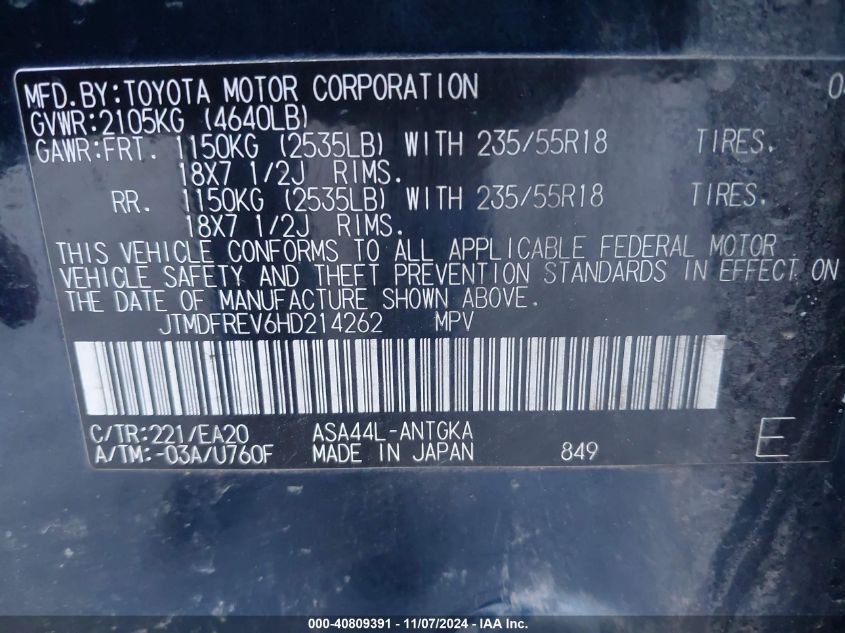 MFD.BY:TOYOTA MOTOR CORPORATION
GVWR:2105KG (4640LB)
GAWR:FRT. 1150KG (2535LB) WITH 235/55R18 TIRES.
18X7 1/2J RIMS.
RR. 1150KG (2535LB) WITH 235/55R18 TIRES.
18X7 1/2J RIMS.
THIS VEHICLE CONFORMS TO ALL APPLICABLE FEDERAL MOTOR
VEHICLE SAFETY AND THEFT PREVENTION STANDARDS IN EFFECT ON
THE DATE OF MANUFACTURE SHOWN ABOVE.
JTMDFREV6HD214262 MPV
C/TR:221/EA20 ASA44L-ANTGKA
A/TM:-03A/U760F MADE IN JAPAN 849 E
000-40809391 - 11/07/2024 - IAA Inc.